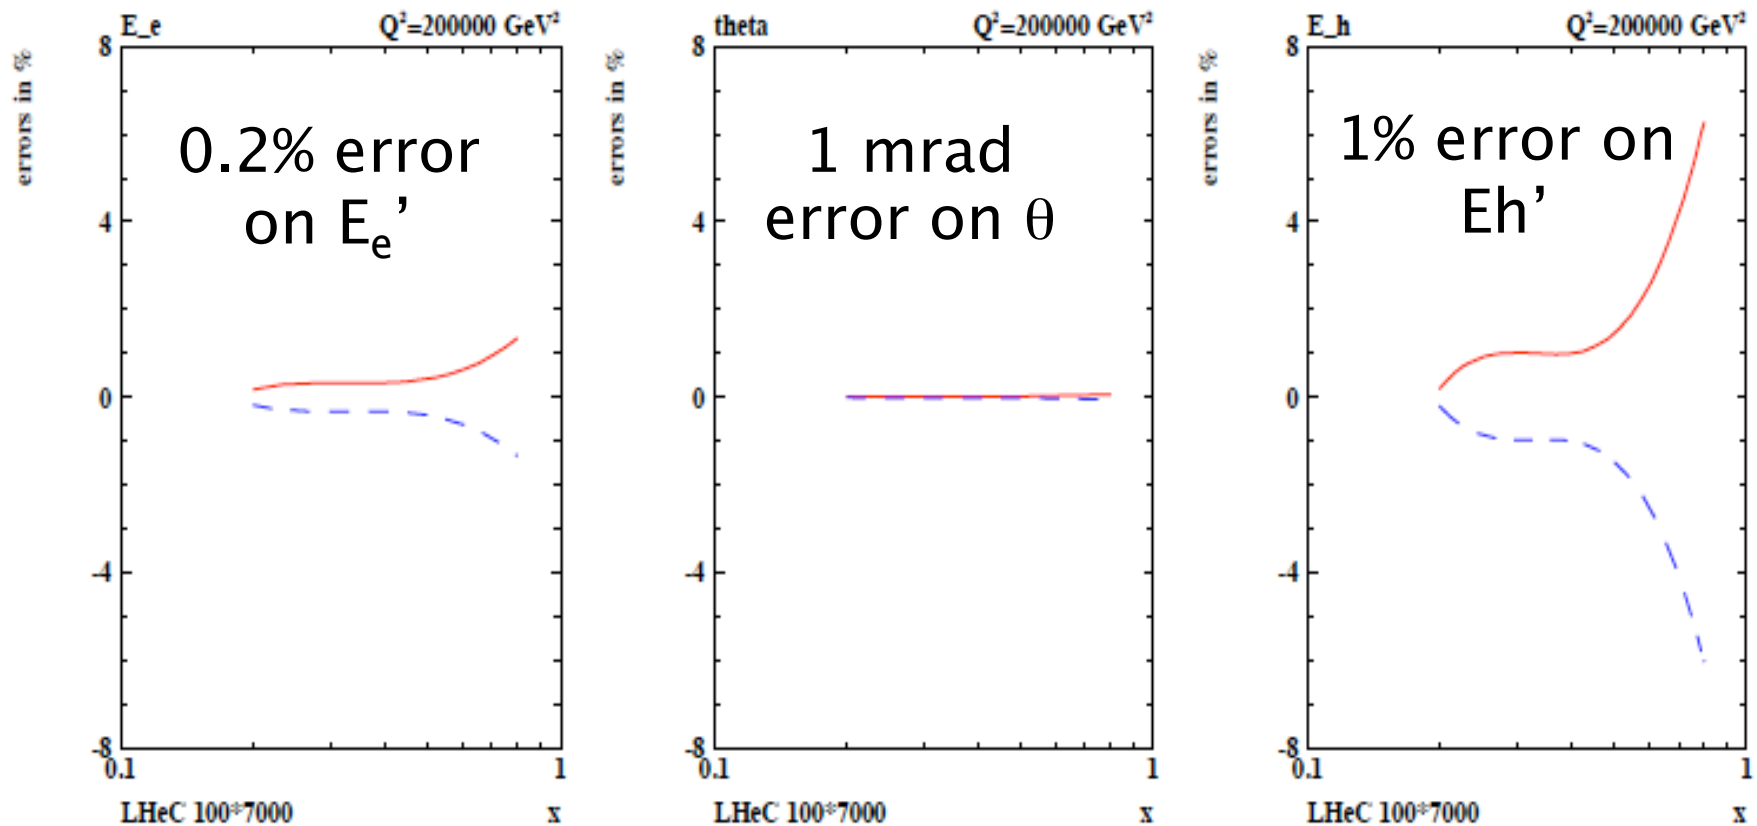 E_e Q²=200000 GeV²
errors in %
8
0.2% error
on Eₑ’
4
0
-4
-8
0.1 1
LHeC 100*7000 x
theta Q²=200000 GeV²
errors in %
8
1 mrad
error on θ
4
0
-4
-8
0.1 1
LHeC 100*7000 x
E_h Q²=200000 GeV²
errors in %
8
1% error on
Eh’
4
0
-4
-8
0.1 1
LHeC 100*7000 x